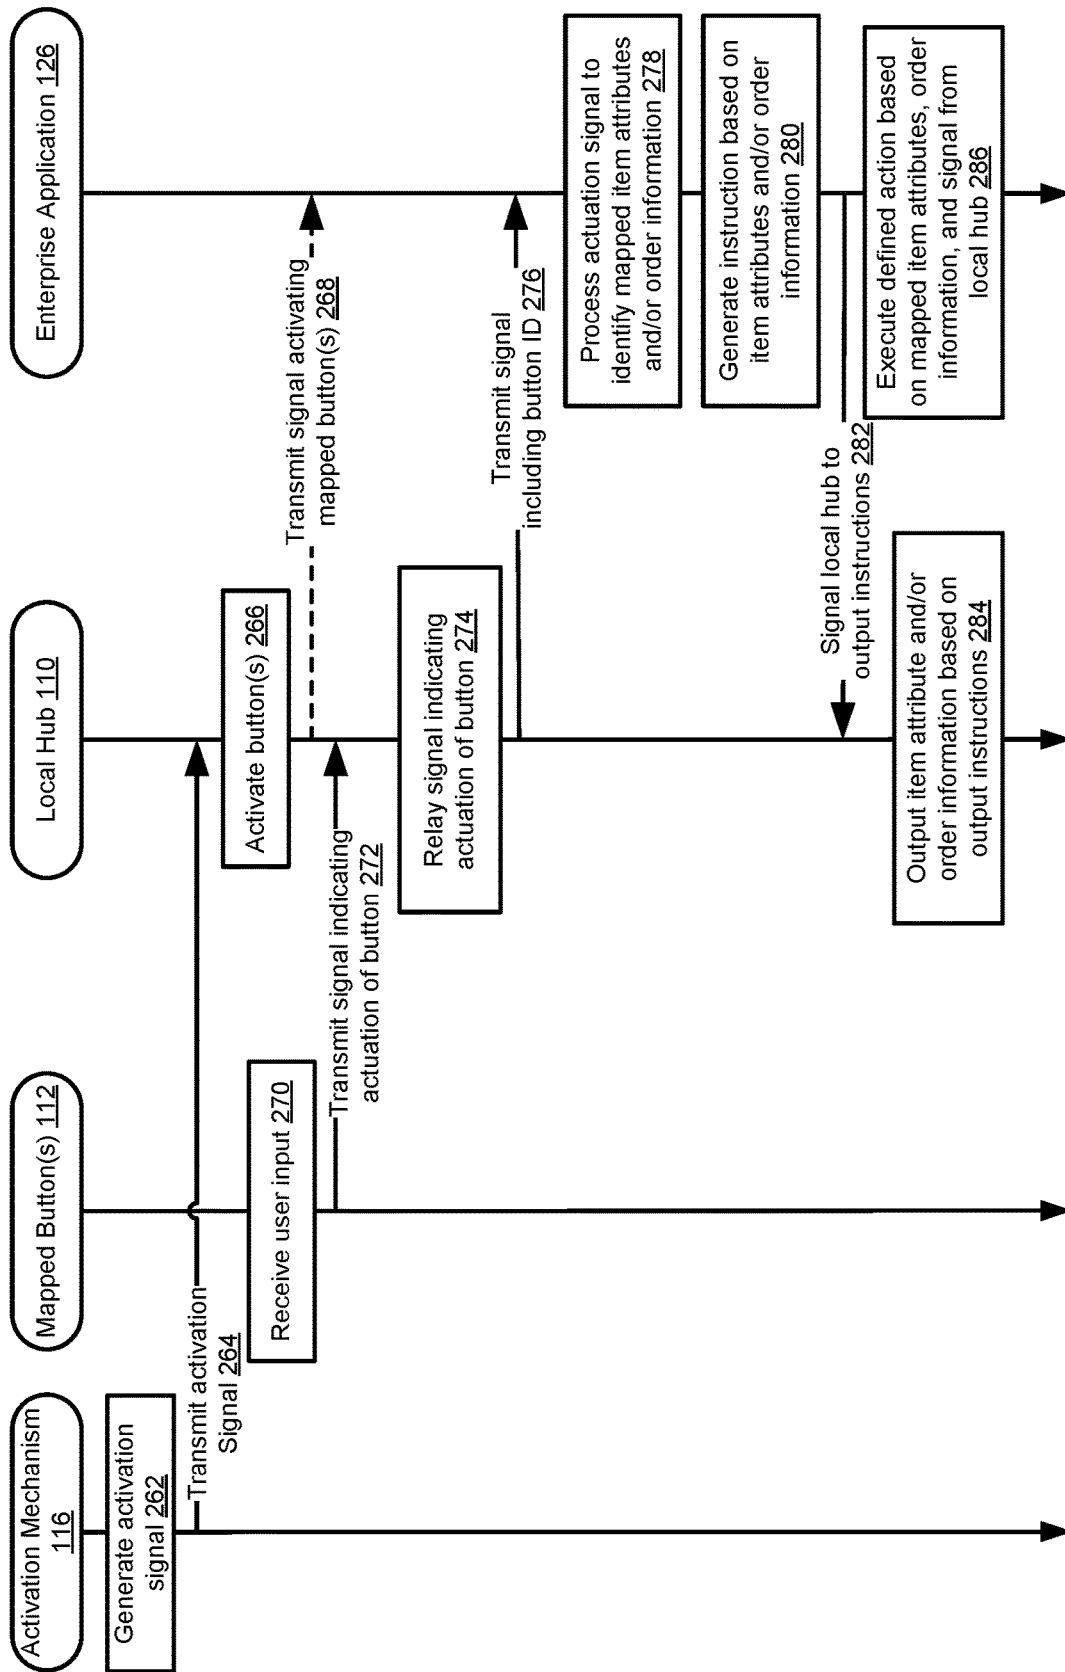 Activation Mechanism
116
Mapped Button(s) 112
Local Hub 110
Enterprise Application 126
Generate activation
signal 262
Transmit activation
Signal 264
Activate button(s) 266
Transmit signal activating
mapped button(s) 268
Receive user input 270
Transmit signal indicating
actuation of button 272
Relay signal indicating
actuation of button 274
Transmit signal
including button ID 276
Process actuation signal to
identify mapped item attributes
and/or order information 278
Generate instruction based on
item attributes and/or order
information 280
Signal local hub to
output instructions 282
Output item attribute and/or
order information based on
output instructions 284
Execute defined action based
on mapped item attributes, order
information, and signal from
local hub 286